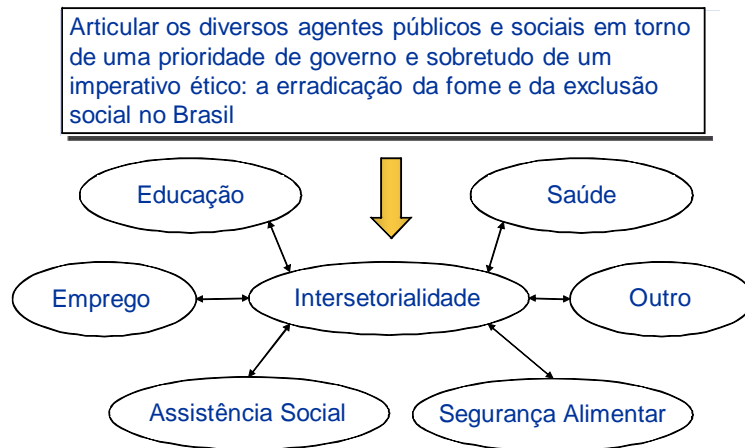 Articular os diversos agentes públicos e sociais em torno
de uma prioridade de governo e sobretudo de um
imperativo ético: a erradicação da fome e da exclusão
social no Brasil
Educação
Saúde
Emprego
Intersetorialidade
Outro
Assistência Social
Segurança Alimentar